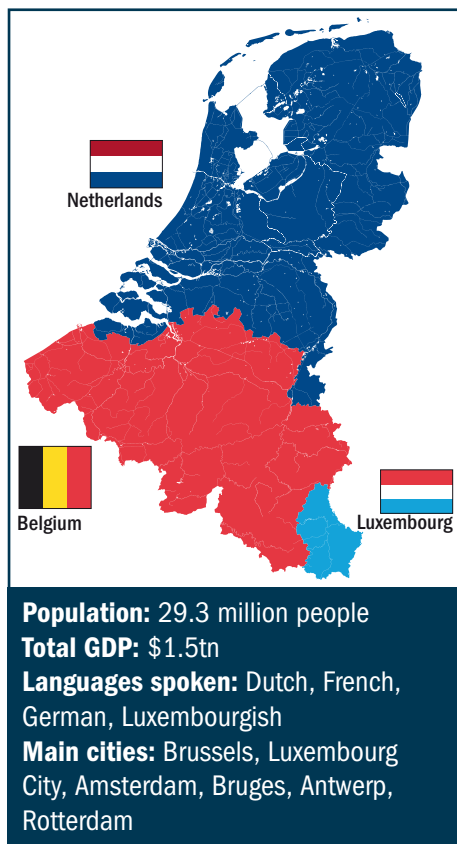 Netherlands
Belgium
Luxembourg
Population: 29.3 million people
Total GDP: $1.5tn
Languages spoken: Dutch, French,
German, Luxembourgish
Main cities: Brussels, Luxembourg
City, Amsterdam, Bruges, Antwerp,
Rotterdam